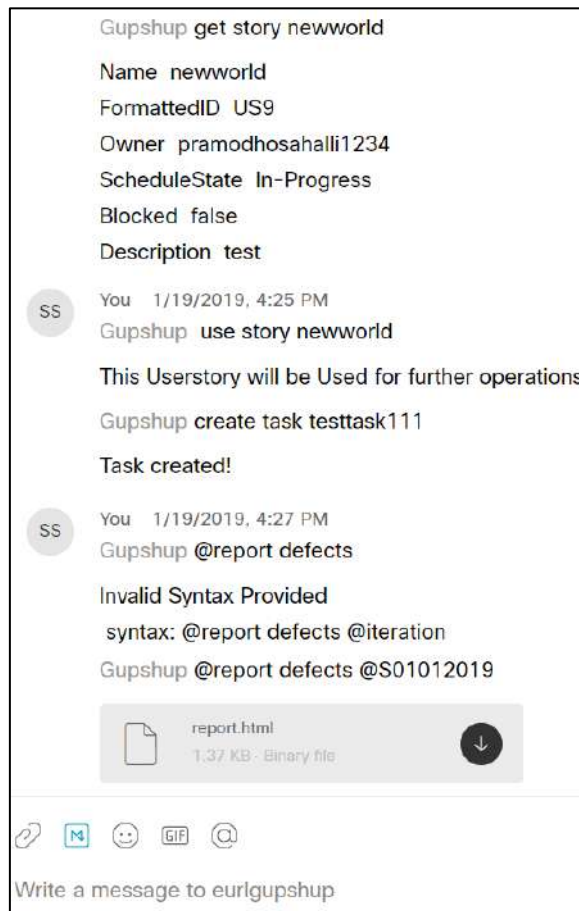 Gupshup get story newworld
Name newworld
FormattedID US9
Owner pramodhosahalli1234
ScheduleState In-Progress
Blocked false
Description test
SS
You 1/19/2019, 4:25 PM
Gupshup use story newworld
This Userstory will be Used for further operations
Gupshup create task testtask111
Task created!
SS
You 1/19/2019, 4:27 PM
Gupshup @report defects
Invalid Syntax Provided
syntax: @report defects @iteration
Gupshup @report defects @S01012019
report.html
1.37 KB - Binary file
M GIF @
Write a message to eurlgupshup